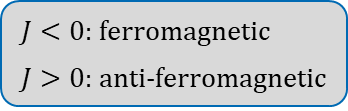 J < 0: ferromagnetic
J > 0: anti-ferromagnetic